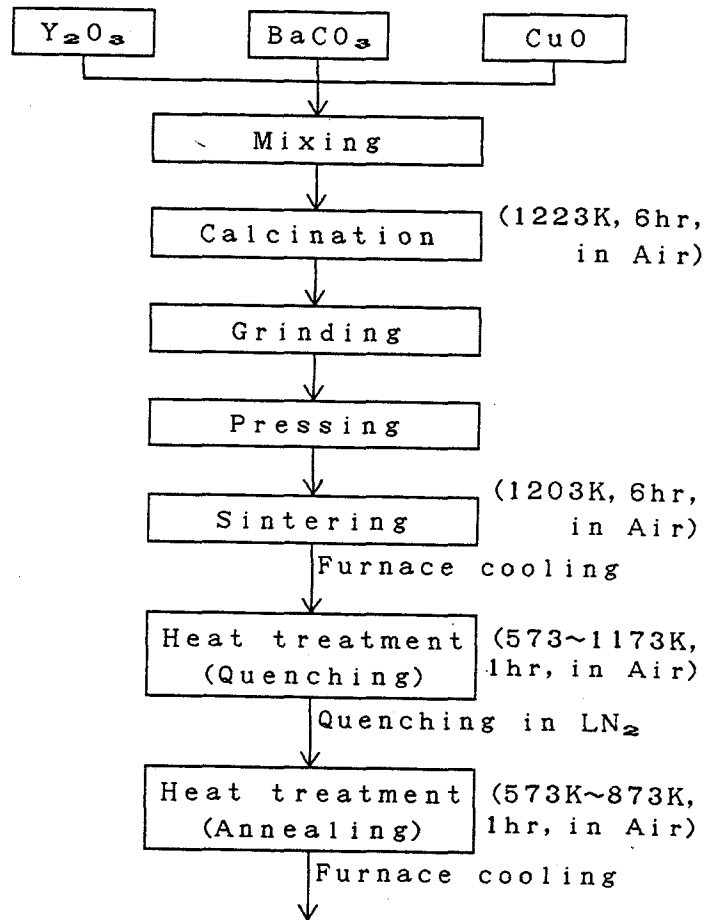 Y₂O₃ BaCO₃ CuO
Mixing
Calcination (1223K, 6hr,
in Air)
Grinding
Pressing
Sintering (1203K, 6hr,
in Air)
Furnace cooling
Heat treatment (573~1173K,
(Quenching) 1hr, in Air)
Quenching in LN₂
Heat treatment (573K~873K,
(Annealing) 1hr, in Air)
Furnace cooling